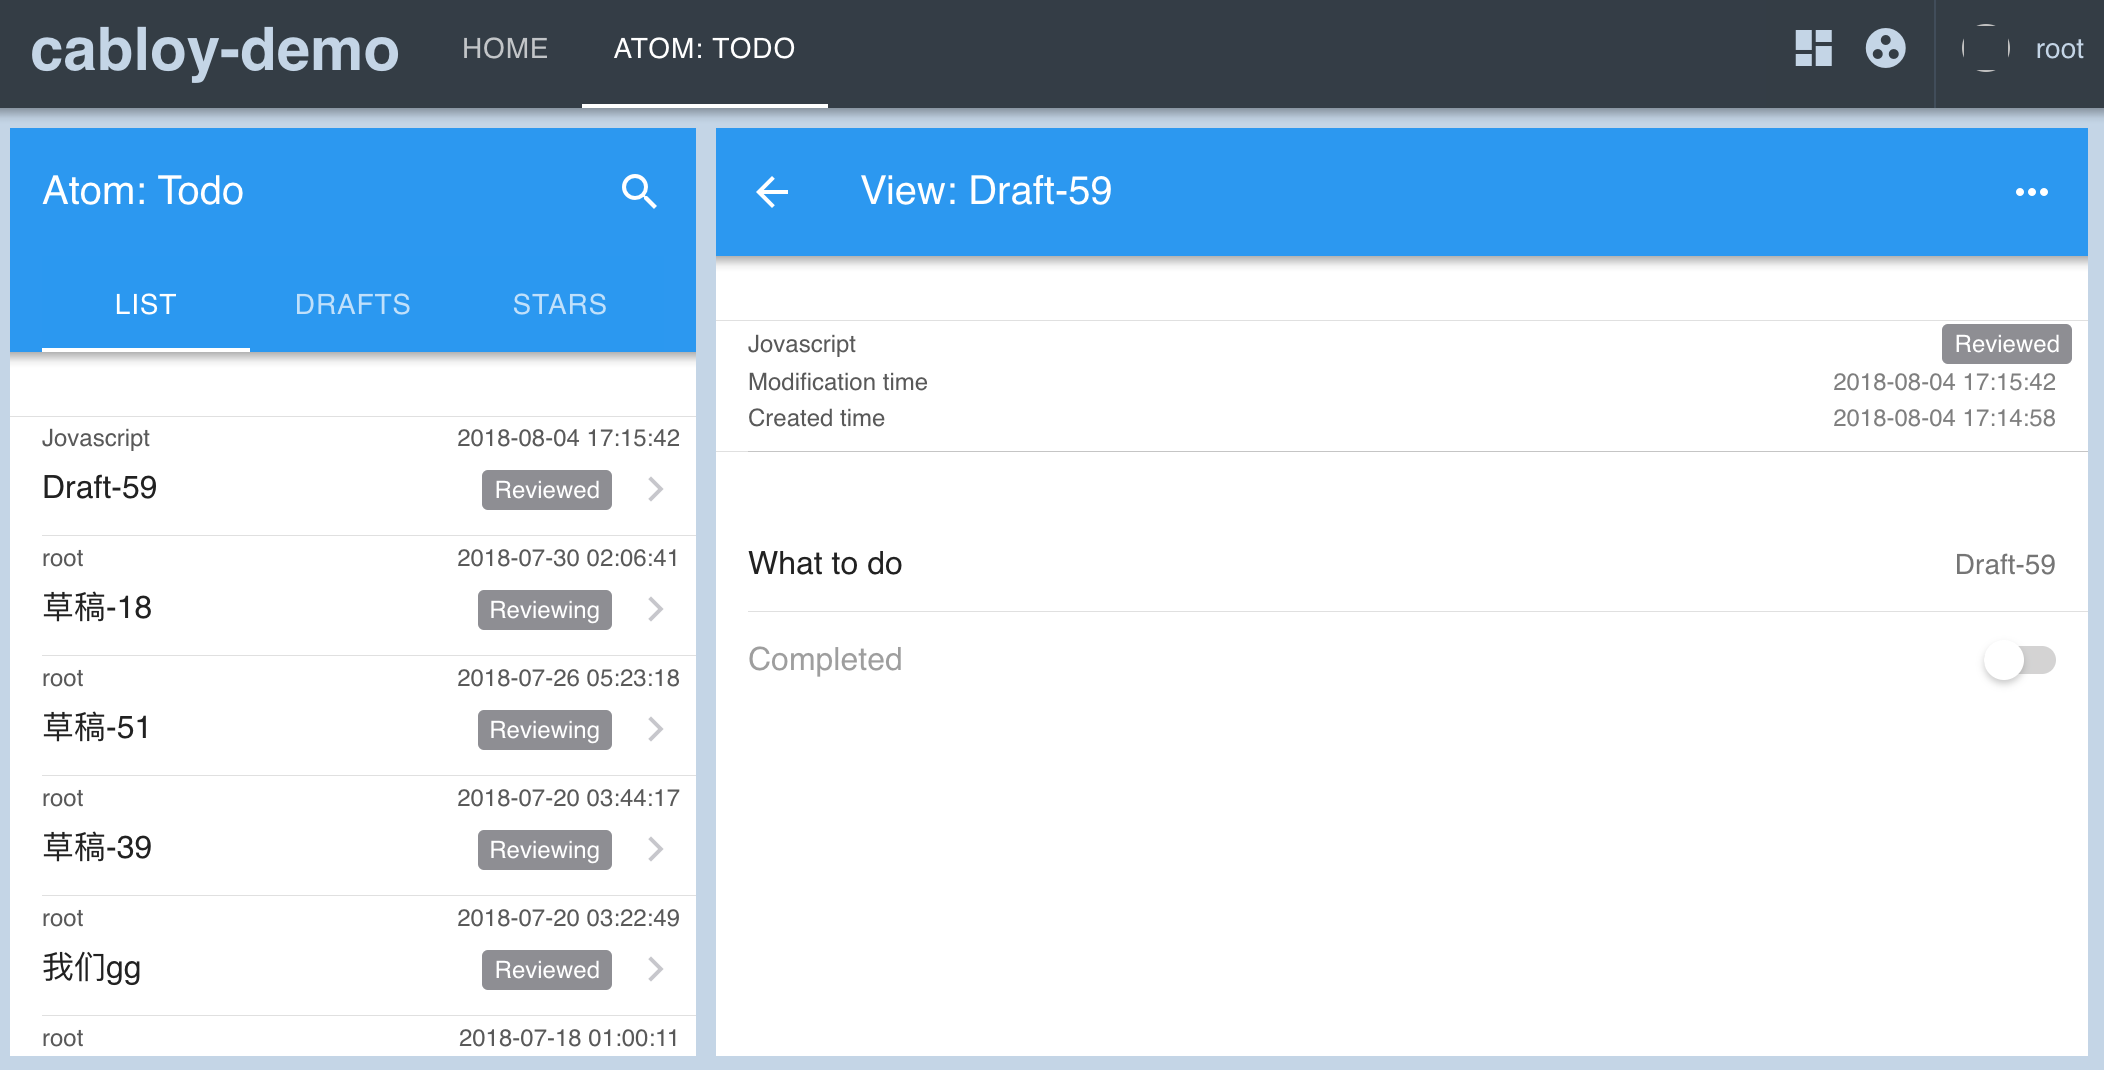 cabloy-demo HOME ATOM: TODO root
Atom: Todo
LIST DRAFTS STARS
Jovascript 2018-08-04 17:15:42
Draft-59 Reviewed
root 2018-07-30 02:06:41
草稿-18 Reviewing
root 2018-07-26 05:23:18
草稿-51 Reviewing
root 2018-07-20 03:44:17
草稿-39 Reviewing
root 2018-07-20 03:22:49
我们gg Reviewed
root 2018-07-18 01:00:11
View: Draft-59
Jovascript Reviewed
Modification time 2018-08-04 17:15:42
Created time 2018-08-04 17:14:58
What to do Draft-59
Completed